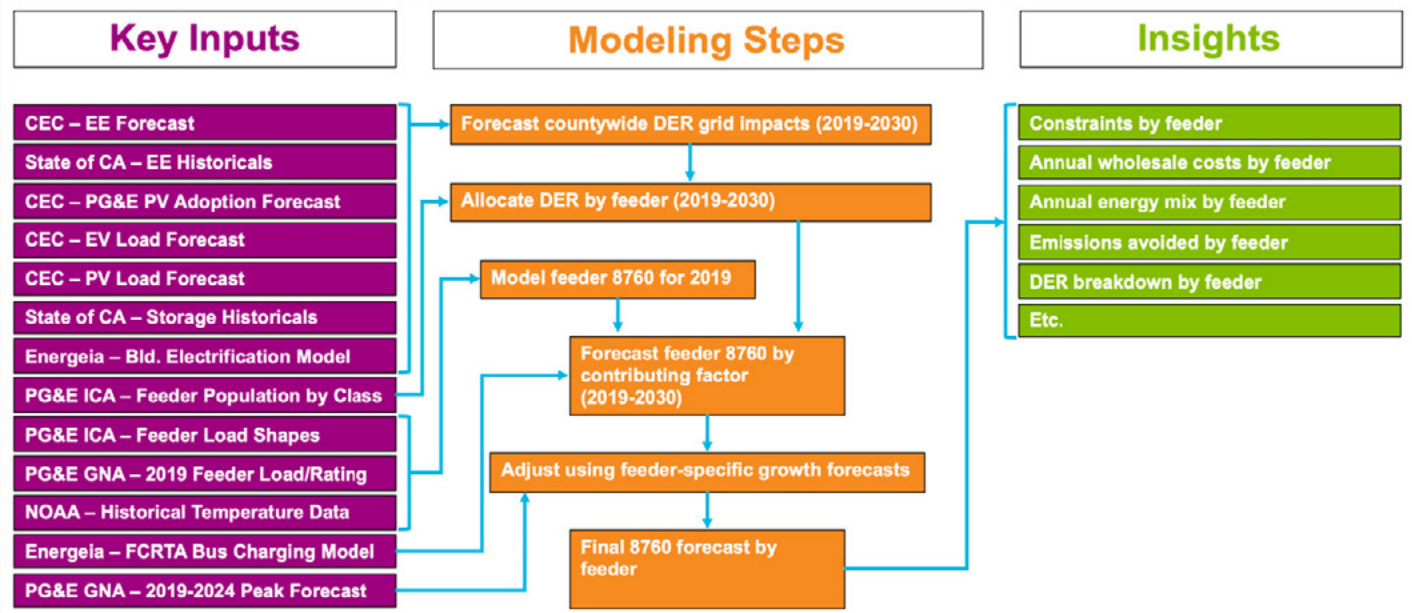 Key Inputs
Modeling Steps
Insights
CEC – EE Forecast
State of CA – EE Historicals
CEC – PG&E PV Adoption Forecast
CEC – EV Load Forecast
CEC – PV Load Forecast
State of CA – Storage Historicals
Energeia – Bld. Electrification Model
PG&E ICA – Feeder Population by Class
PG&E ICA – Feeder Load Shapes
PG&E GNA – 2019 Feeder Load/Rating
NOAA – Historical Temperature Data
Energeia – FCRTA Bus Charging Model
PG&E GNA – 2019-2024 Peak Forecast
Forecast countywide DER grid impacts (2019-2030)
Allocate DER by feeder (2019-2030)
Model feeder 8760 for 2019
Forecast feeder 8760 by
contributing factor
(2019-2030)
Adjust using feeder-specific growth forecasts
Final 8760 forecast by
feeder
Constraints by feeder
Annual wholesale costs by feeder
Annual energy mix by feeder
Emissions avoided by feeder
DER breakdown by feeder
Etc.